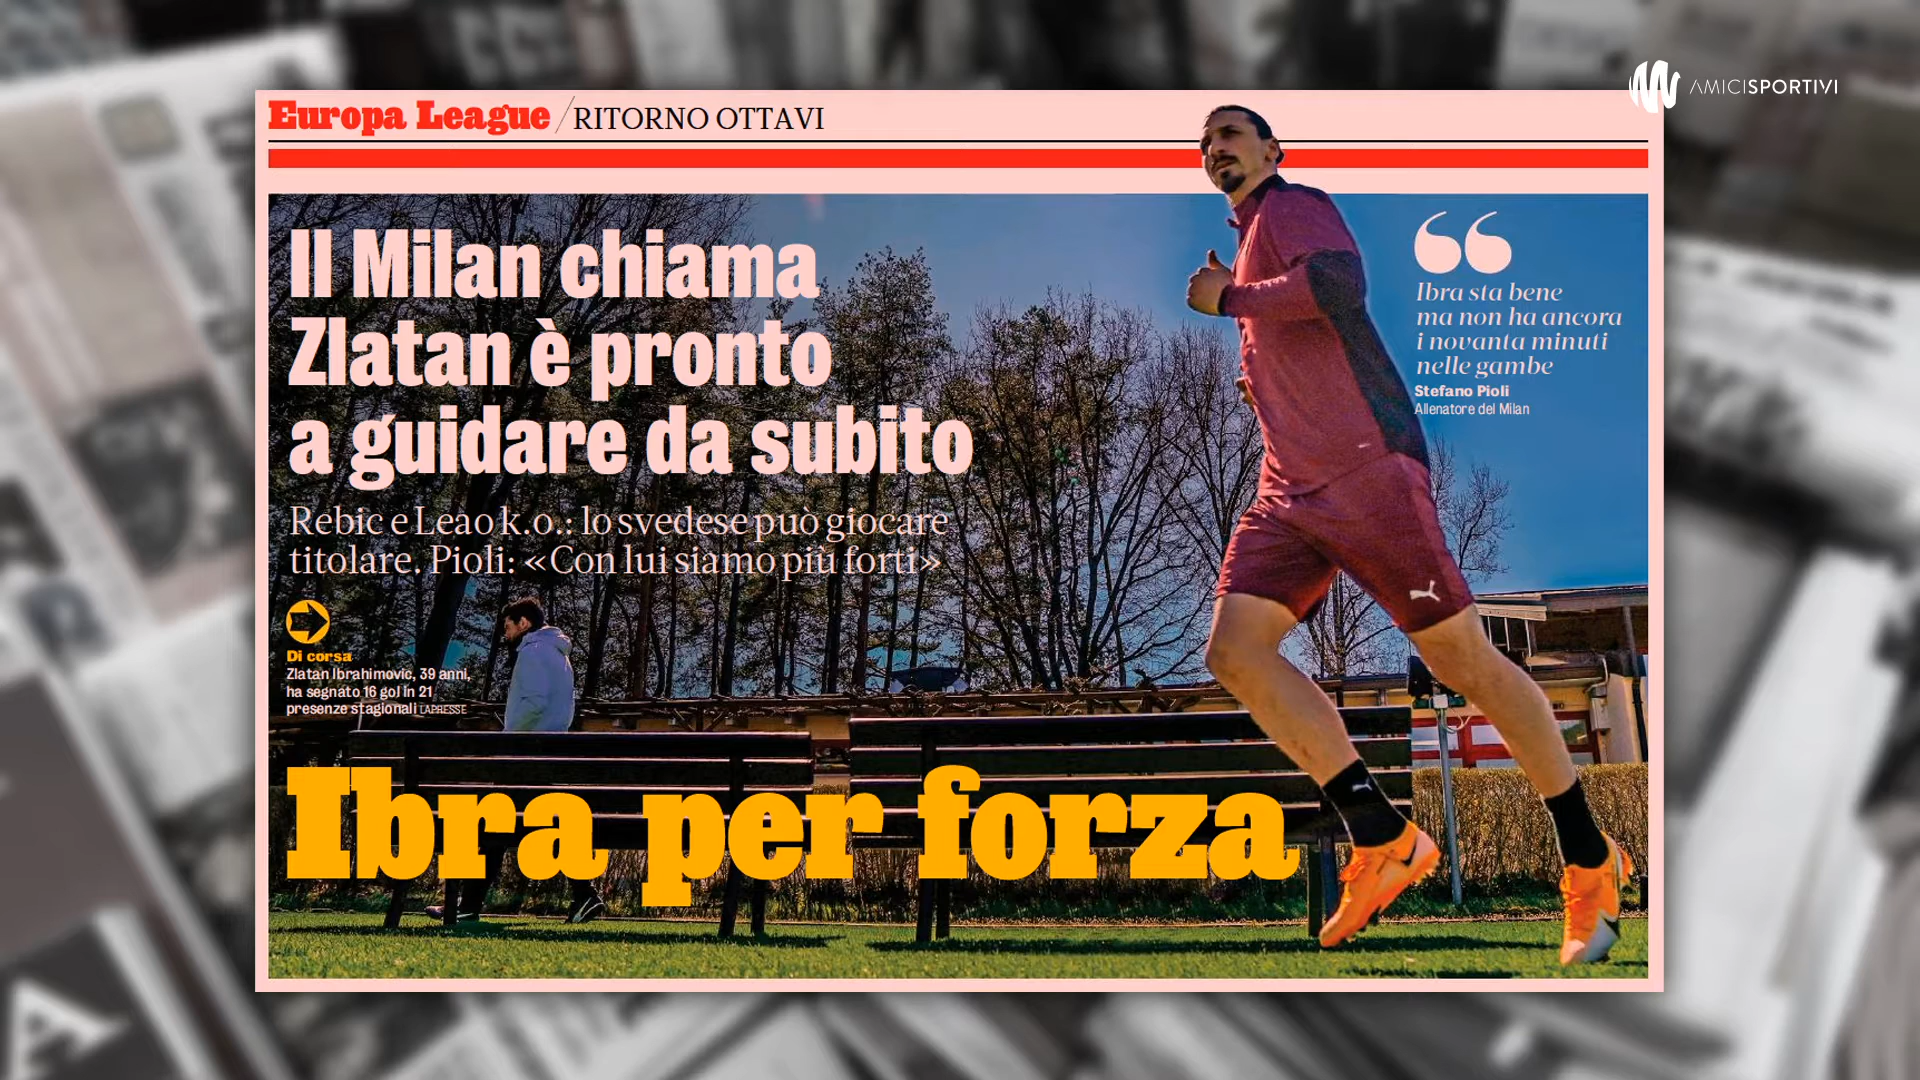 AMICISPORTIVI
Europa League / RITORNO OTTAVI
Il Milan chiama
Zlatan è pronto
a guidare da subito
Rebic e Leao k.o.: lo svedese può giocare
titolare. Pioli: «Con lui siamo più forti»
“
Ibra sta bene
ma non ha ancora
i novanta minuti
nelle gambe
Stefano Pioli
Allenatore del Milan
Di corsa
Zlatan Ibrahimovic, 39 anni,
ha segnato 16 gol in 21
presenze stagionali LAPRESSE
Ibra per forza